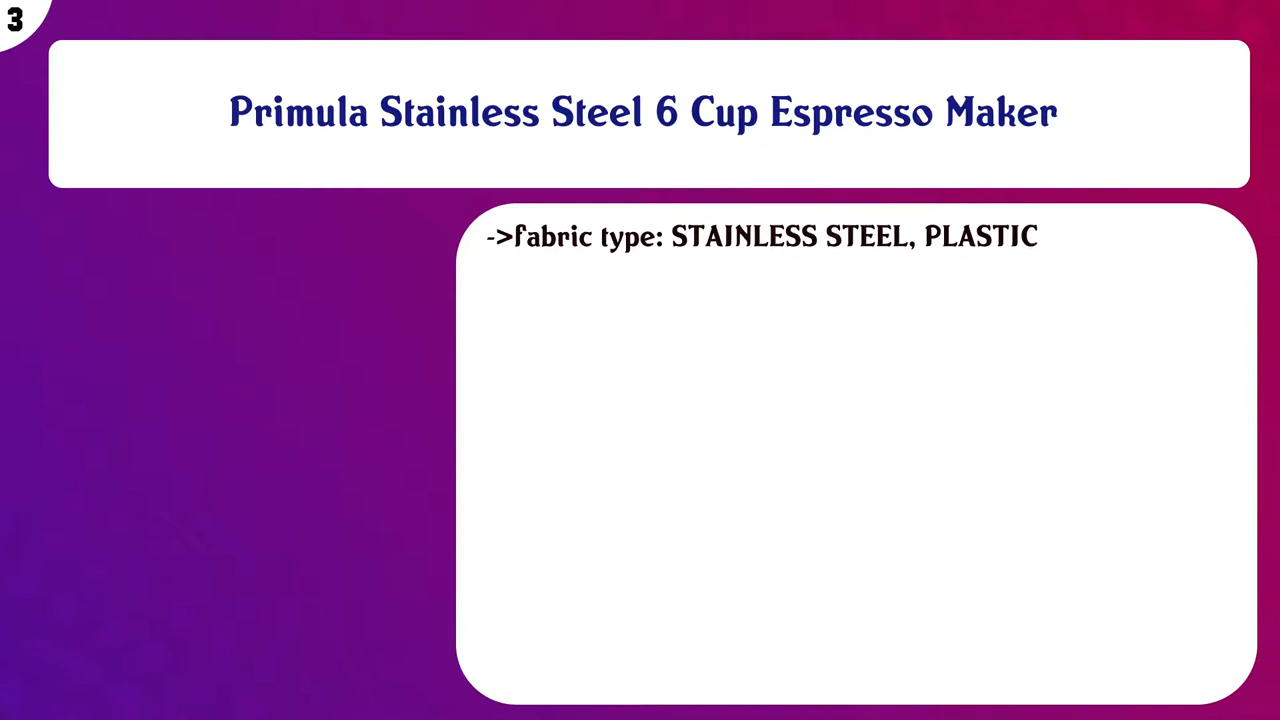 3
Primula Stainless Steel 6 Cup Espresso Maker
->fabric type: STAINLESS STEEL, PLASTIC